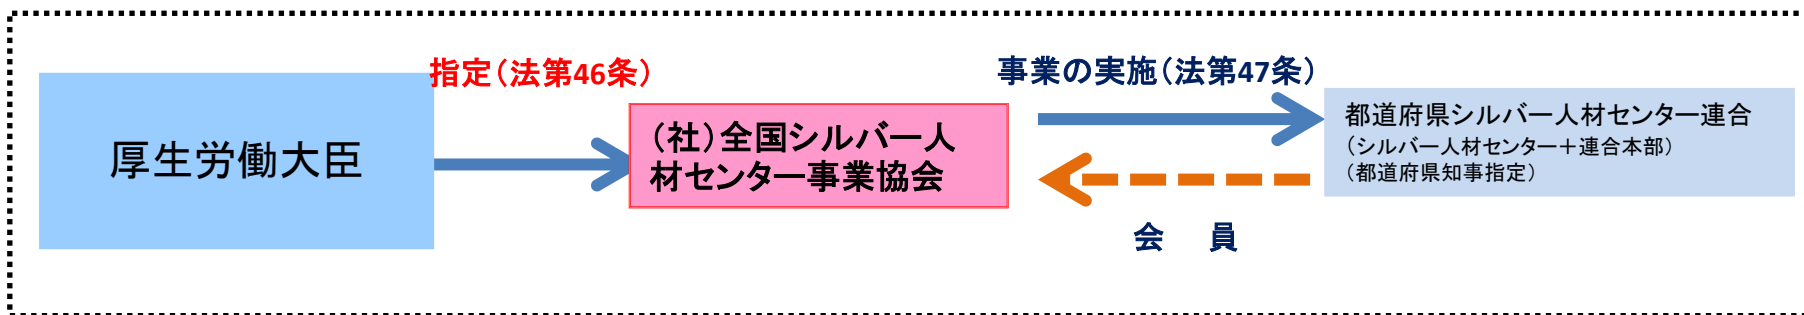 指定（法第46条）
事業の実施（法第47条）
厚生労働大臣
（社）全国シルバー人
材センター事業協会
都道府県シルバー人材センター連合
（シルバー人材センター＋連合本部）
（都道府県知事指定）
会　員